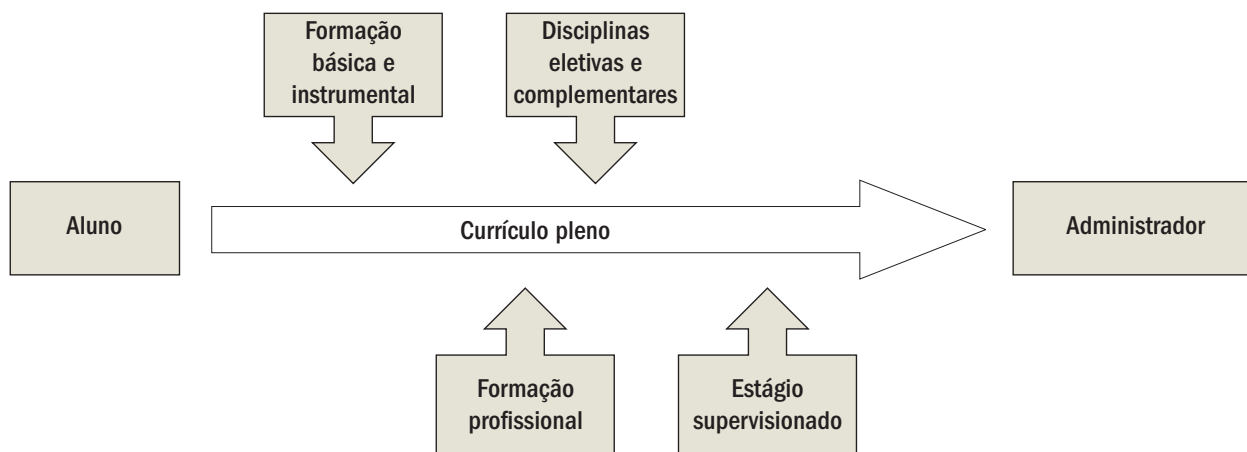 Formação
básica e
instrumental
Disciplinas
eletivas e
complementares
Aluno
Currículo pleno
Administrador
Formação
profissional
Estágio
supervisionado